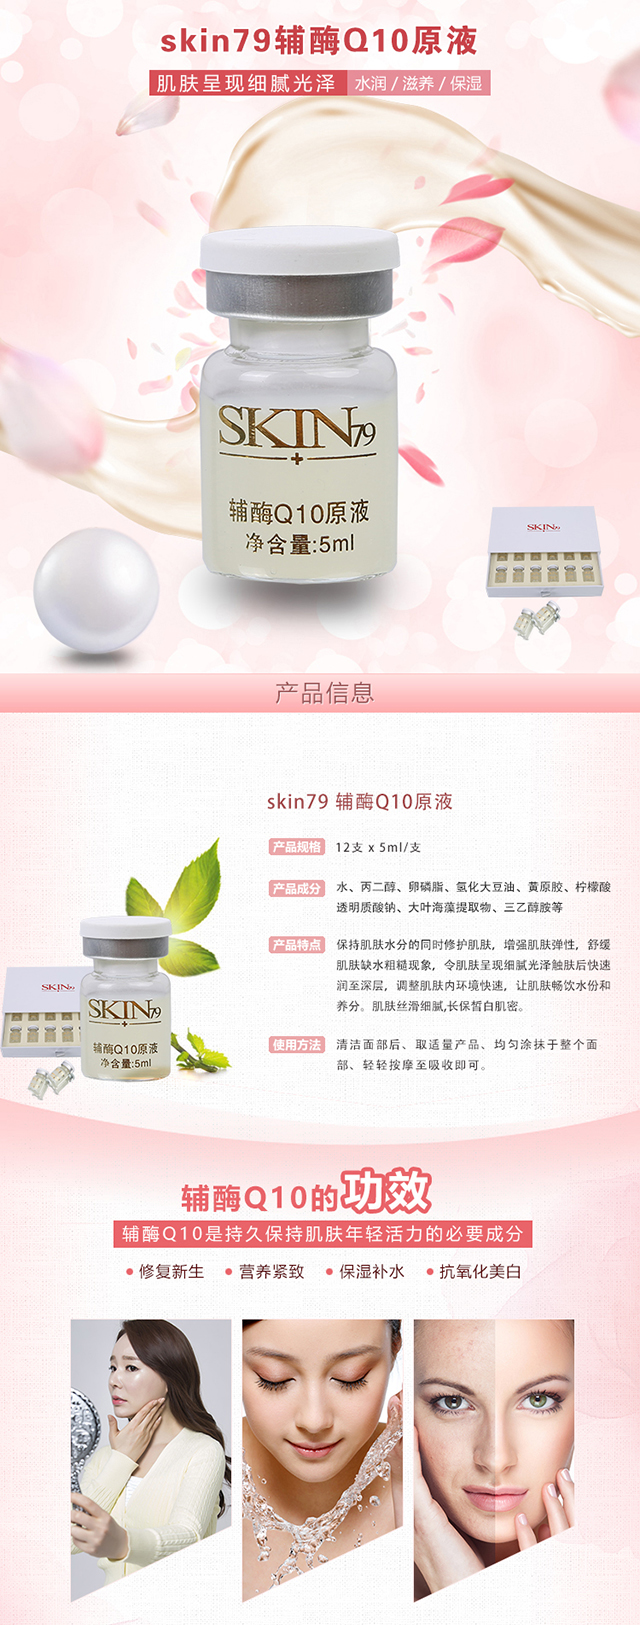 skin79辅酶Q10原液
肌肤呈现细腻光泽 水润 / 滋养 / 保湿
SKIN79
辅酶Q10原液
净含量:5ml
SKIN79
产品信息
skin79 辅酶Q10原液
产品规格 12支 x 5ml/支
产品成分 水、丙二醇、卵磷脂、氢化大豆油、黄原胶、柠檬酸
透明质酸钠、大叶海藻提取物、三乙醇胺等
产品特点 保持肌肤水分的同时修护肌肤，增强肌肤弹性，舒缓
肌肤缺水粗糙现象，令肌肤呈现细腻光泽触肤后快速
润至深层，调整肌肤内环境快速，让肌肤畅饮水份和
养分。肌肤丝滑细腻,长保皙白肌密。
使用方法 清洁面部后、取适量产品、均匀涂抹于整个面
部、轻轻按摩至吸收即可。
SKIN79
SKIN79
辅酶Q10原液
净含量:5ml
辅酶Q10的功效
辅酶Q10是持久保持肌肤年轻活力的必要成分
• 修复新生 • 营养紧致 • 保湿补水 • 抗氧化美白